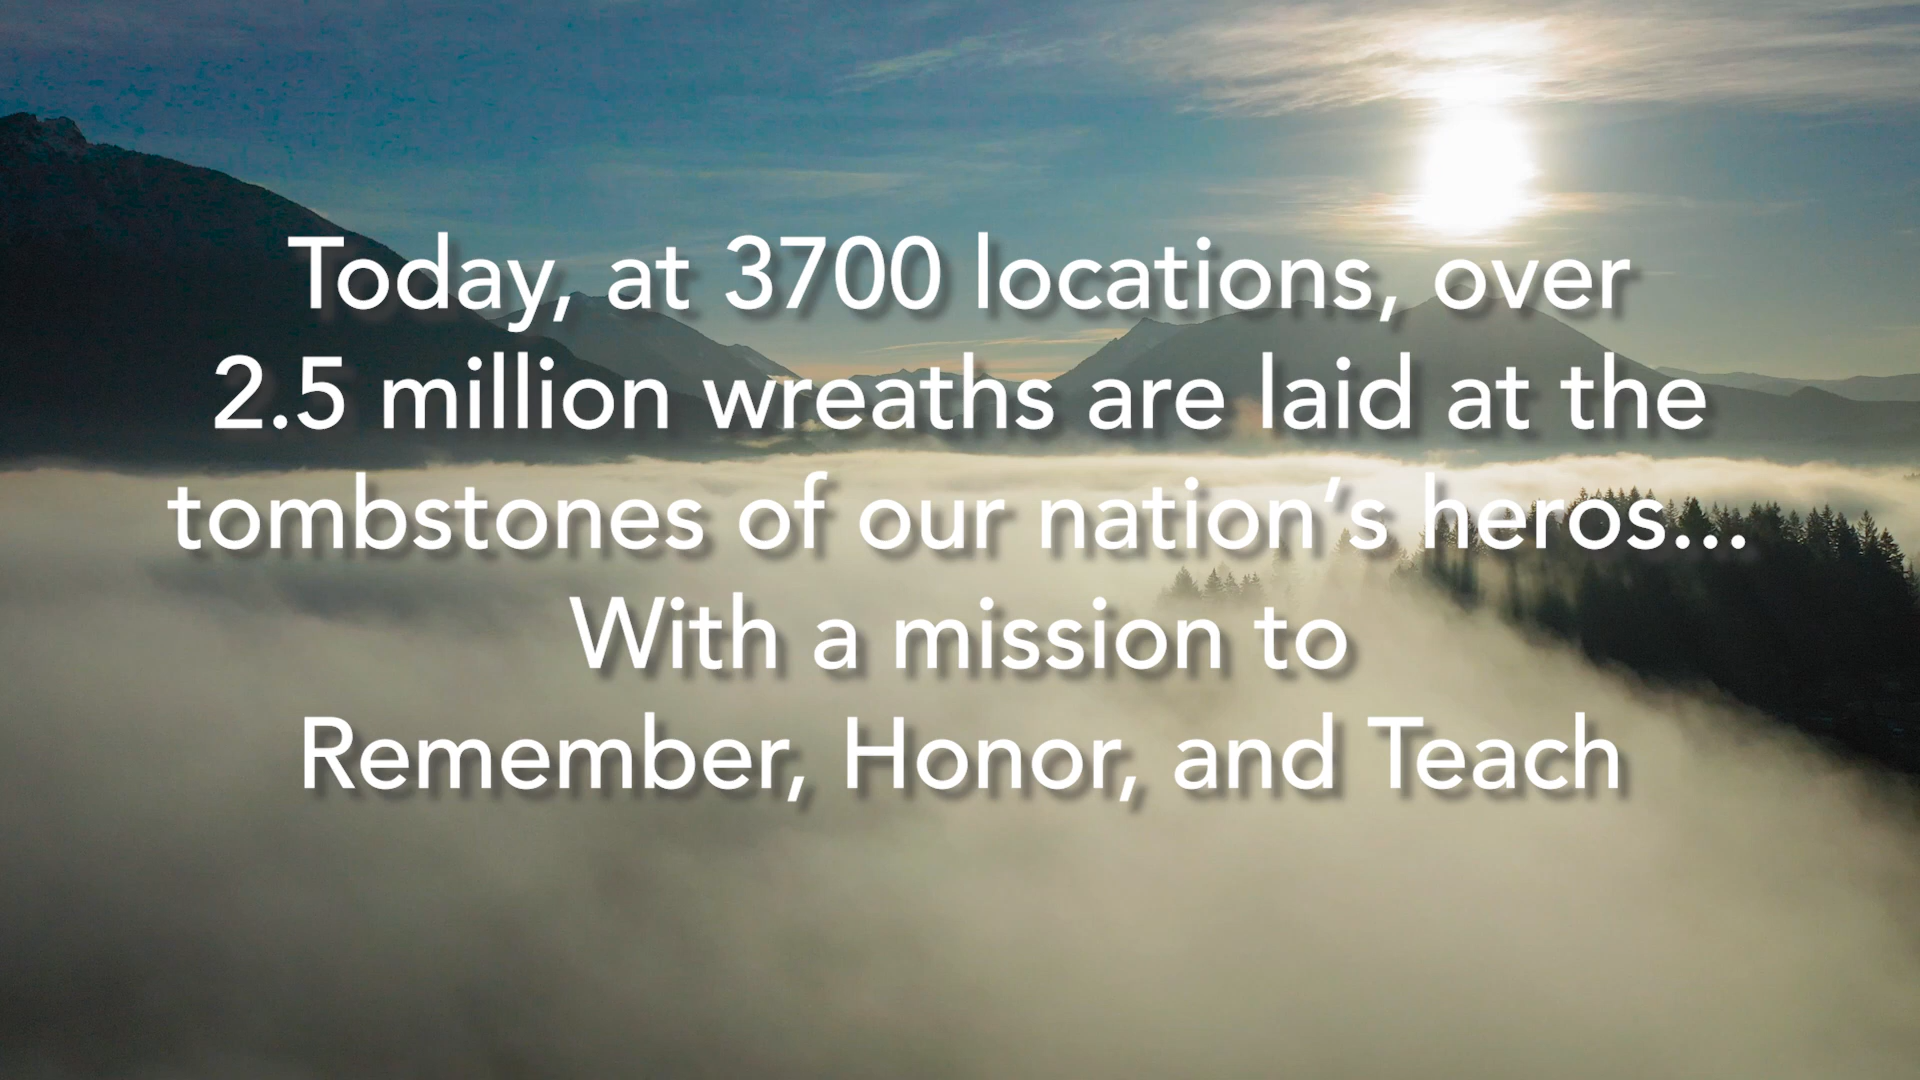 Today, at 3700 locations, over
2.5 million wreaths are laid at the
tombstones of our nation’s heros...
With a mission to
Remember, Honor, and Teach